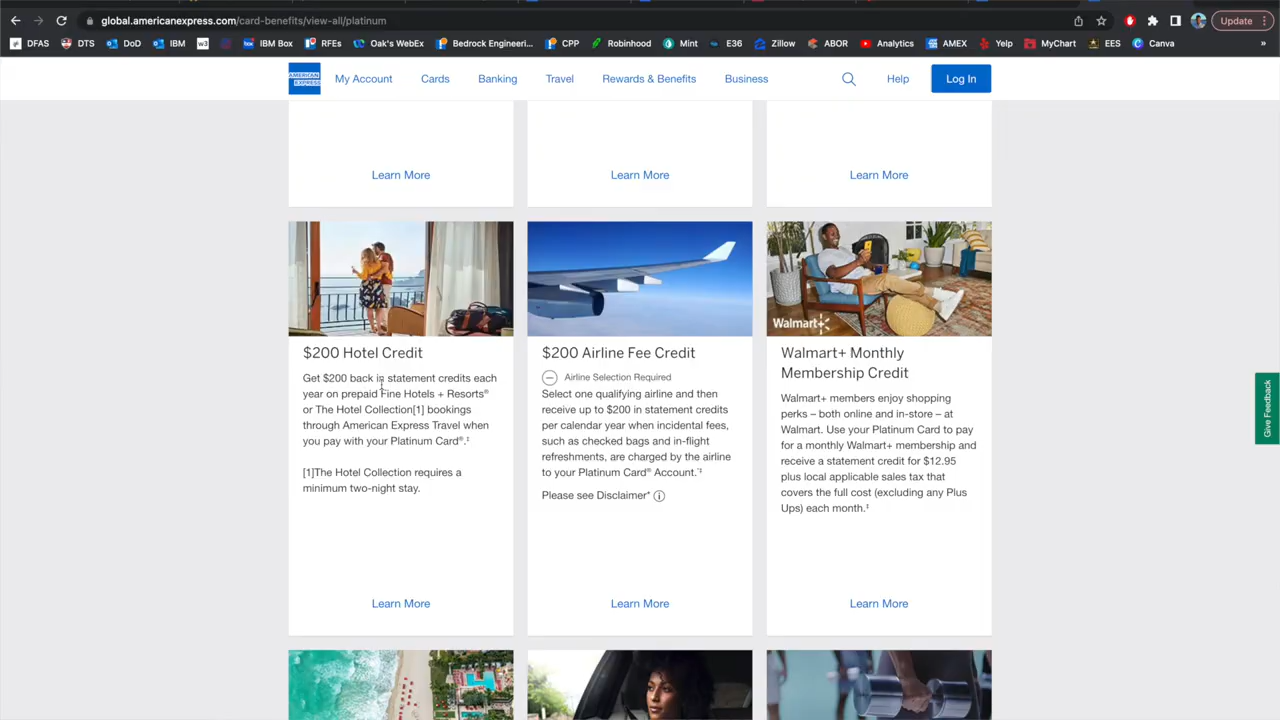 global.americanexpress.com/card-benefits/view-all/platinum
Update
DFAS
DTS
DoD
IBM
w3
IBM Box
RFEs
Oak's WebEx
Bedrock Engineeri...
CPP
Robinhood
Mint
E36
Zillow
ABOR
Analytics
AMEX
Yelp
MyChart
EES
Canva
»
AMERICAN
EXPRESS
My Account
Cards
Banking
Travel
Rewards & Benefits
Business
Help
Log In
Learn More
Learn More
Learn More
$200 Hotel Credit
Get $200 back in statement credits each
year on prepaid Fine Hotels + Resorts®
or The Hotel Collection[1] bookings
through American Express Travel when
you pay with your Platinum Card®.‡
[1]The Hotel Collection requires a
minimum two-night stay.
Learn More
$200 Airline Fee Credit
Airline Selection Required
Select one qualifying airline and then
receive up to $200 in statement credits
per calendar year when incidental fees,
such as checked bags and in-flight
refreshments, are charged by the airline
to your Platinum Card® Account.*‡
Please see Disclaimer*
Learn More
Walmart
Walmart+ Monthly
Membership Credit
Walmart+ members enjoy shopping
perks – both online and in-store – at
Walmart. Use your Platinum Card to pay
for a monthly Walmart+ membership and
receive a statement credit for $12.95
plus local applicable sales tax that
covers the full cost (excluding any Plus
Ups) each month.‡
Learn More
Give Feedback